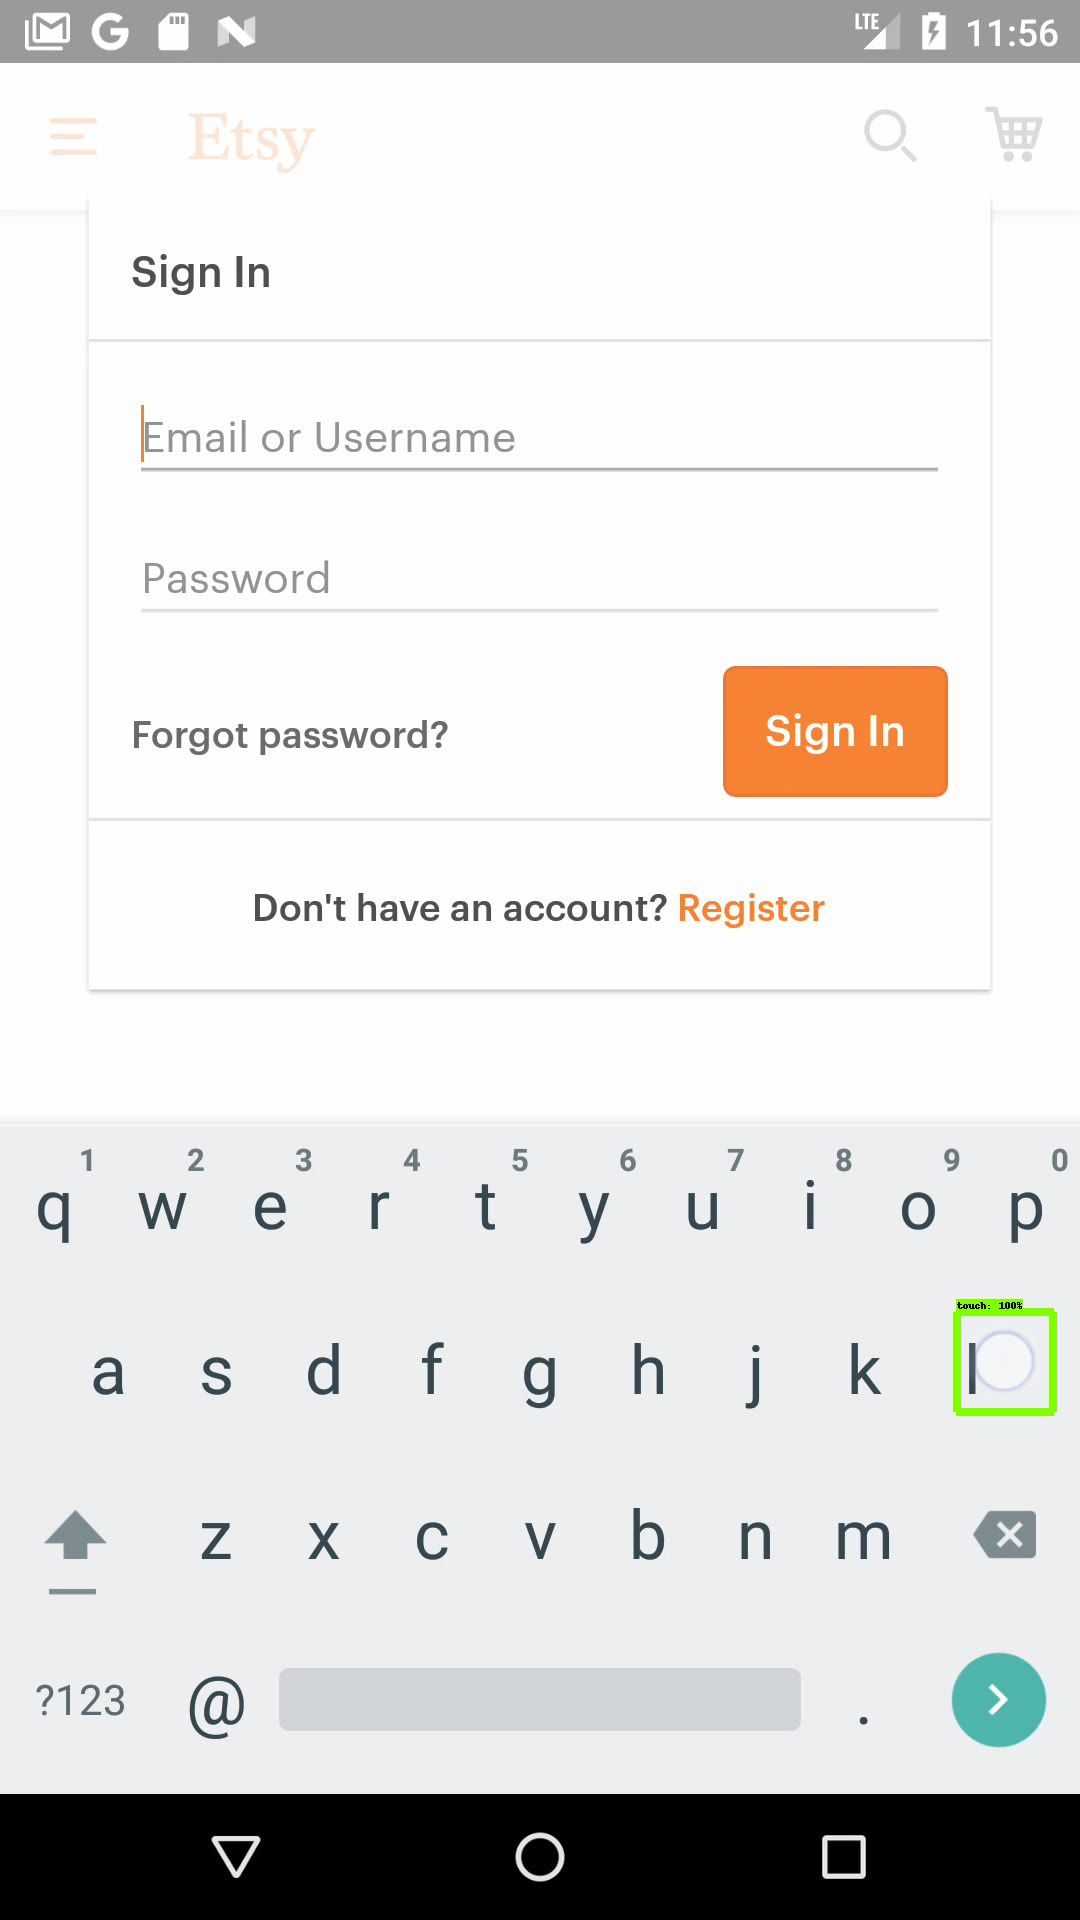 LTE 11:56
Etsy
Sign In
Email or Username
Password
Forgot password? Sign In
Don't have an account? Register
1 2 3 4 5 6 7 8 9 0
q w e r t y u i o p
touch: 100%
a s d f g h j k l
z x c v b n m
?123 @ .